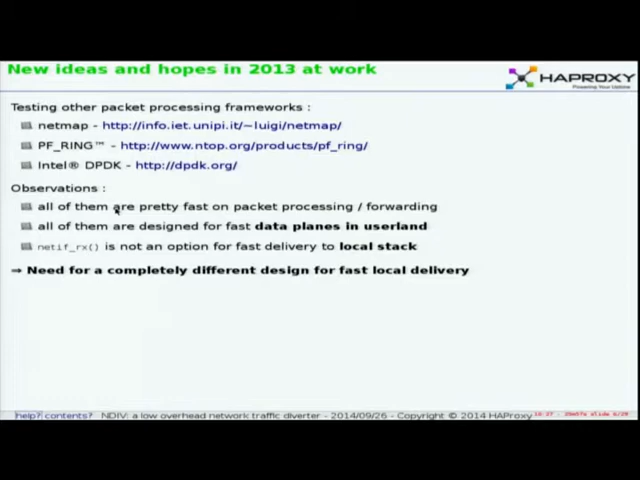 New ideas and hopes in 2013 at work
HAPROXY
Powering Your Uptime
Testing other packet processing frameworks :
netmap - http://info.iet.unipi.it/~luigi/netmap/
PF_RING™ - http://www.ntop.org/products/pf_ring/
Intel® DPDK - http://dpdk.org/
Observations :
all of them are pretty fast on packet processing / forwarding
all of them are designed for fast data planes in userland
netif_rx() is not an option for fast delivery to local stack
⇒ Need for a completely different design for fast local delivery
help? contents? NDIV: a low overhead network traffic diverter - 2014/09/26 - Copyright © 2014 HAProxy